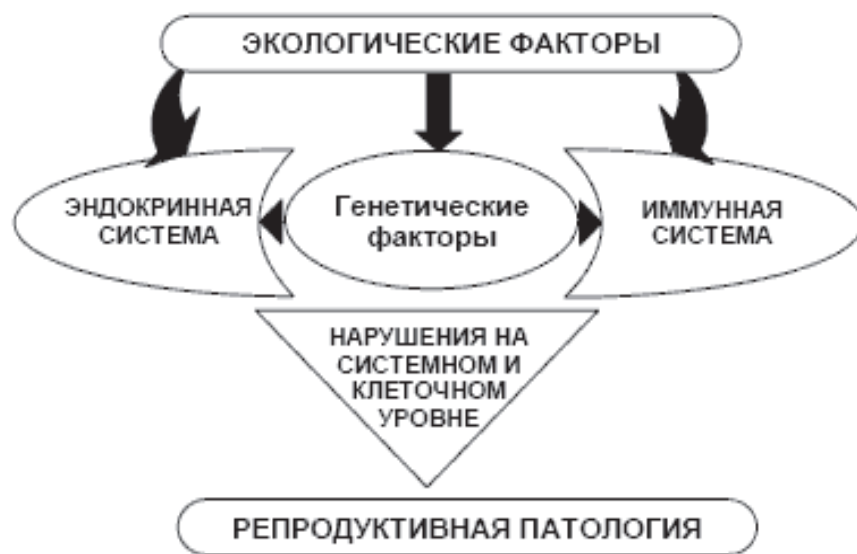 ЭКОЛОГИЧЕСКИЕ ФАКТОРЫ
ЭНДОКРИННАЯ
СИСТЕМА
Генетические
факторы
ИММУННАЯ
СИСТЕМА
НАРУШЕНИЯ НА
СИСТЕМНОМ И
КЛЕТОЧНОМ
УРОВНЕ
РЕПРОДУКТИВНАЯ ПАТОЛОГИЯ